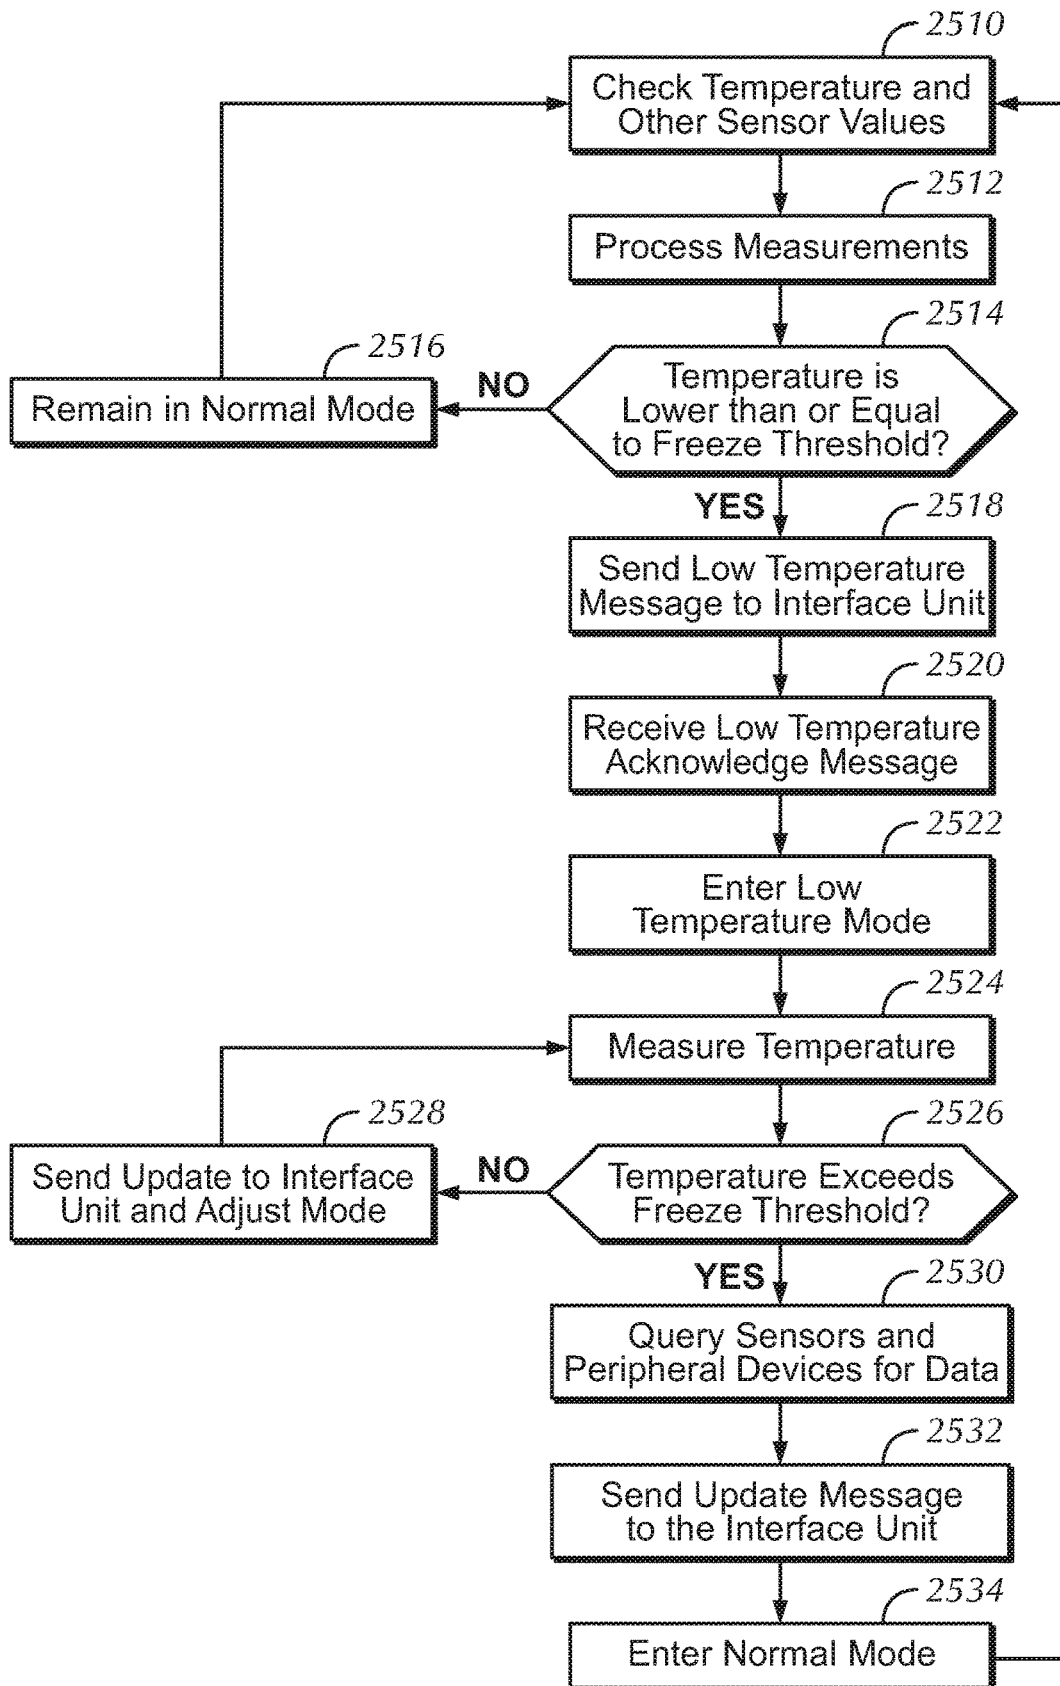 2510
Check Temperature and
Other Sensor Values
2512
Process Measurements
2514
Temperature is
Lower than or Equal
to Freeze Threshold?
NO
2516
Remain in Normal Mode
YES
2518
Send Low Temperature
Message to Interface Unit
2520
Receive Low Temperature
Acknowledge Message
2522
Enter Low
Temperature Mode
2524
Measure Temperature
2526
Temperature Exceeds
Freeze Threshold?
NO
2528
Send Update to Interface
Unit and Adjust Mode
YES
2530
Query Sensors and
Peripheral Devices for Data
2532
Send Update Message
to the Interface Unit
2534
Enter Normal Mode